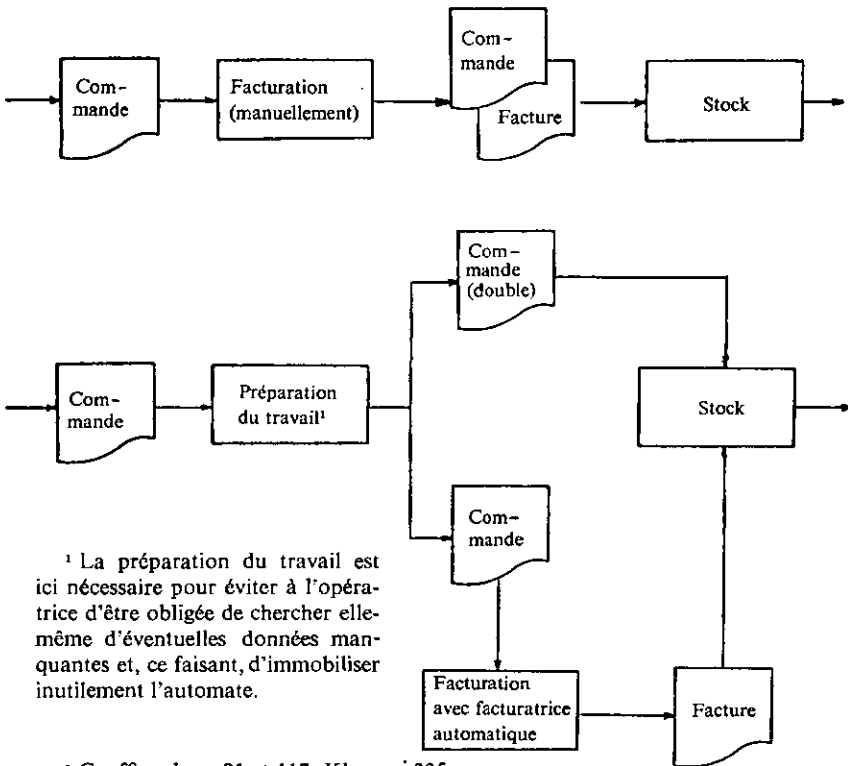 Com-
mande
Facturation
(manuellement)
Com-
mande
Facture
Stock
Com-
mande
(double)
Com-
mande
Préparation
du travail¹
Stock
Com-
mande
¹ La préparation du travail est
ici nécessaire pour éviter à l'opéra-
trice d'être obligée de chercher elle-
même d'éventuelles données man-
quantes et, ce faisant, d'immobiliser
inutilement l'automate.
Facturation
avec facturatrice
automatique
Facture